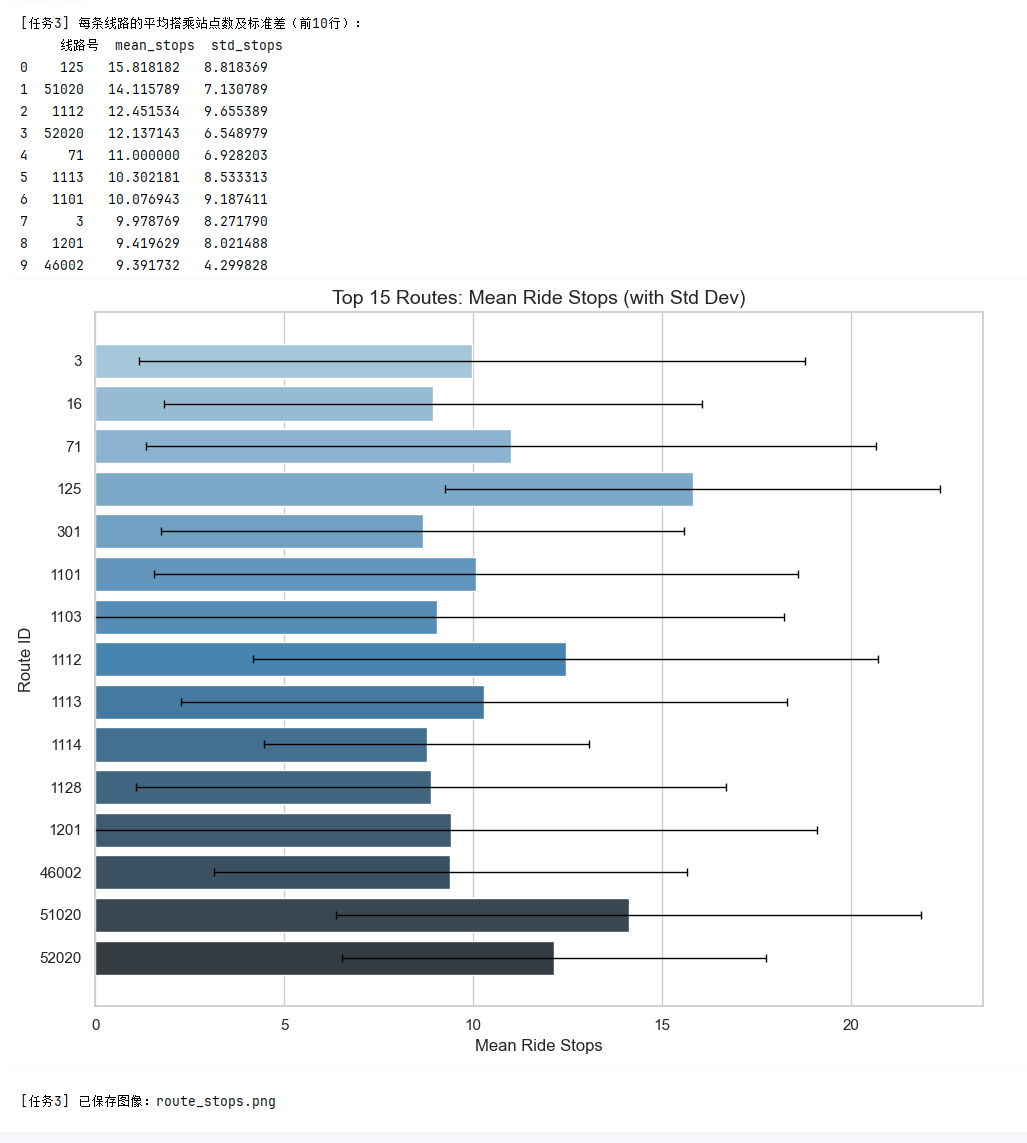 [任务3] 每条线路的平均搭乘站点数及标准差（前10行）：
线路号 mean_stops std_stops
0 125 15.818182 8.818369
1 51020 14.115789 7.130789
2 1112 12.451534 9.655389
3 52020 12.137143 6.548979
4 71 11.000000 6.928203
5 1113 10.302181 8.533313
6 1101 10.076943 9.187411
7 3 9.978769 8.271790
8 1201 9.419629 8.021488
9 46002 9.391732 4.299828
Top 15 Routes: Mean Ride Stops (with Std Dev)
Route ID
3
16
71
125
301
1101
1103
1112
1113
1114
1128
1201
46002
51020
52020
0 5 10 15 20
Mean Ride Stops
[任务3] 已保存图像：route_stops.png